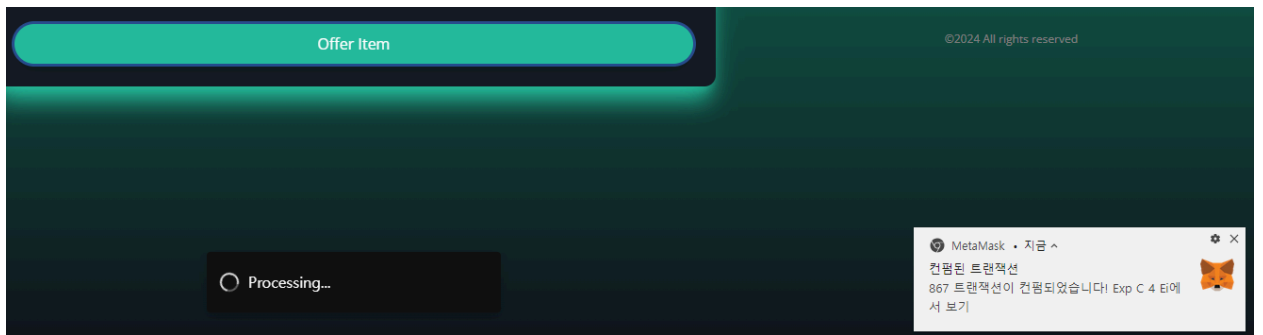 Offer Item
©2024 All rights reserved
Processing...
MetaMask • 지금
컨펌된 트랜잭션
867 트랜잭션이 컨펌되었습니다! Exp C 4 Ei에
서 보기